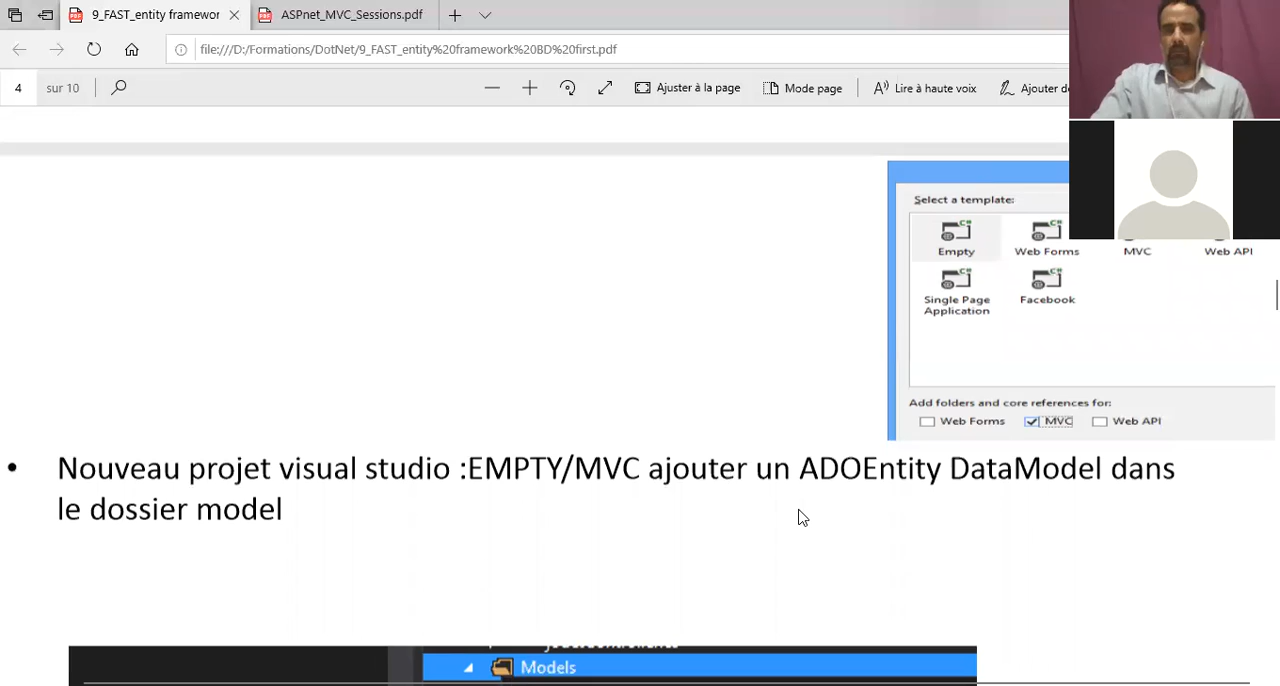 9_FAST_entity framewor
ASPnet_MVC_Sessions.pdf
file:///D:/Formations/DotNet/9_FAST_entity%20framework%20BD%20first.pdf
4 sur 10
Ajuster à la page
Mode page
Lire à haute voix
Ajouter de
Select a template:
Empty
Web Forms
MVC
Web API
Single Page
Application
Facebook
Add folders and core references for:
Web Forms
MVC
Web API
• Nouveau projet visual studio :EMPTY/MVC ajouter un ADOEntity DataModel dans
le dossier model
Models